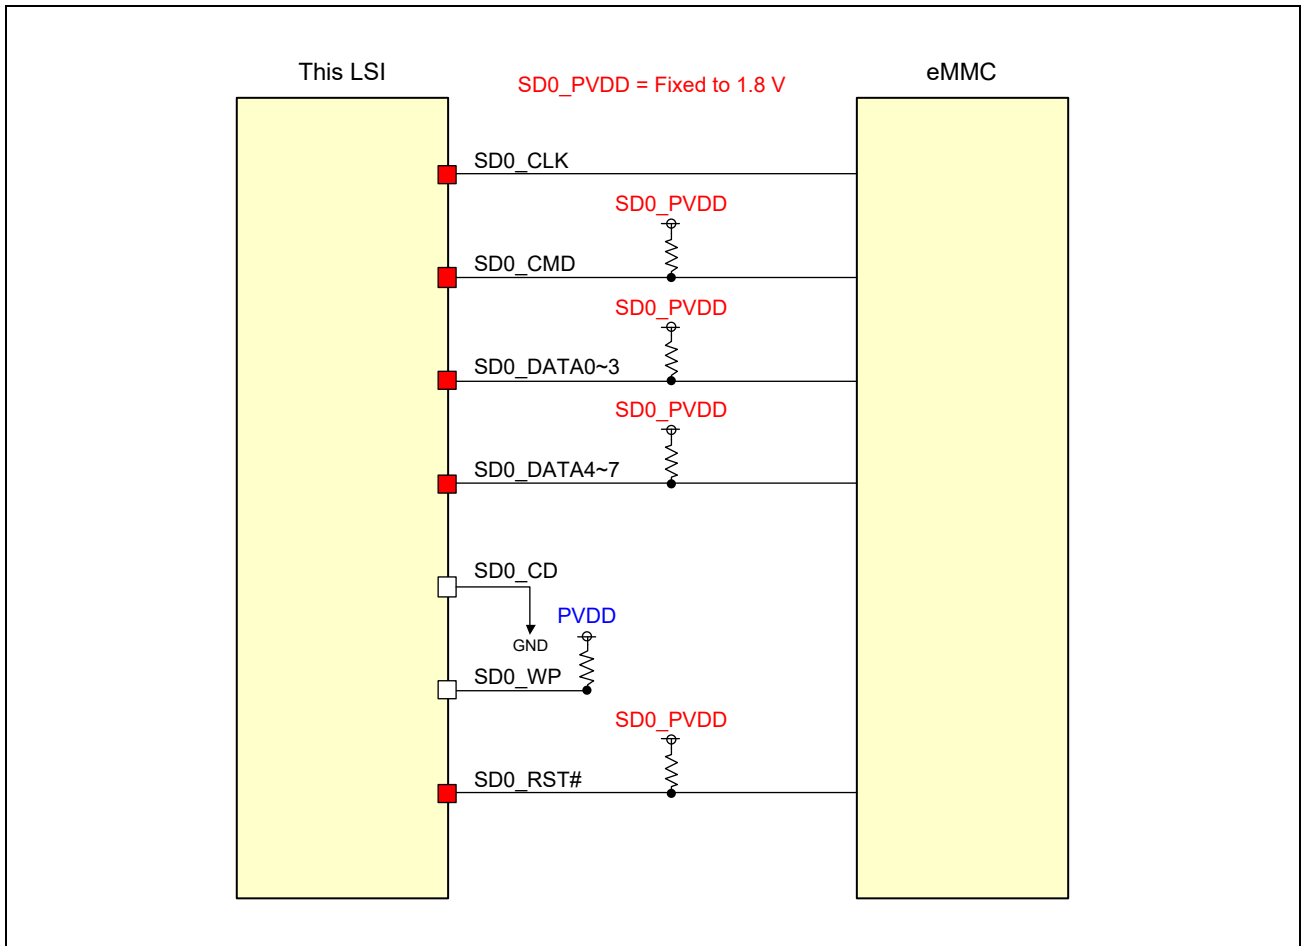 This LSI
SD0_PVDD = Fixed to 1.8 V
eMMC
SD0_CLK
SD0_PVDD
SD0_CMD
SD0_PVDD
SD0_DATA0~3
SD0_PVDD
SD0_DATA4~7
SD0_CD
PVDD
GND
SD0_WP
SD0_PVDD
SD0_RST#